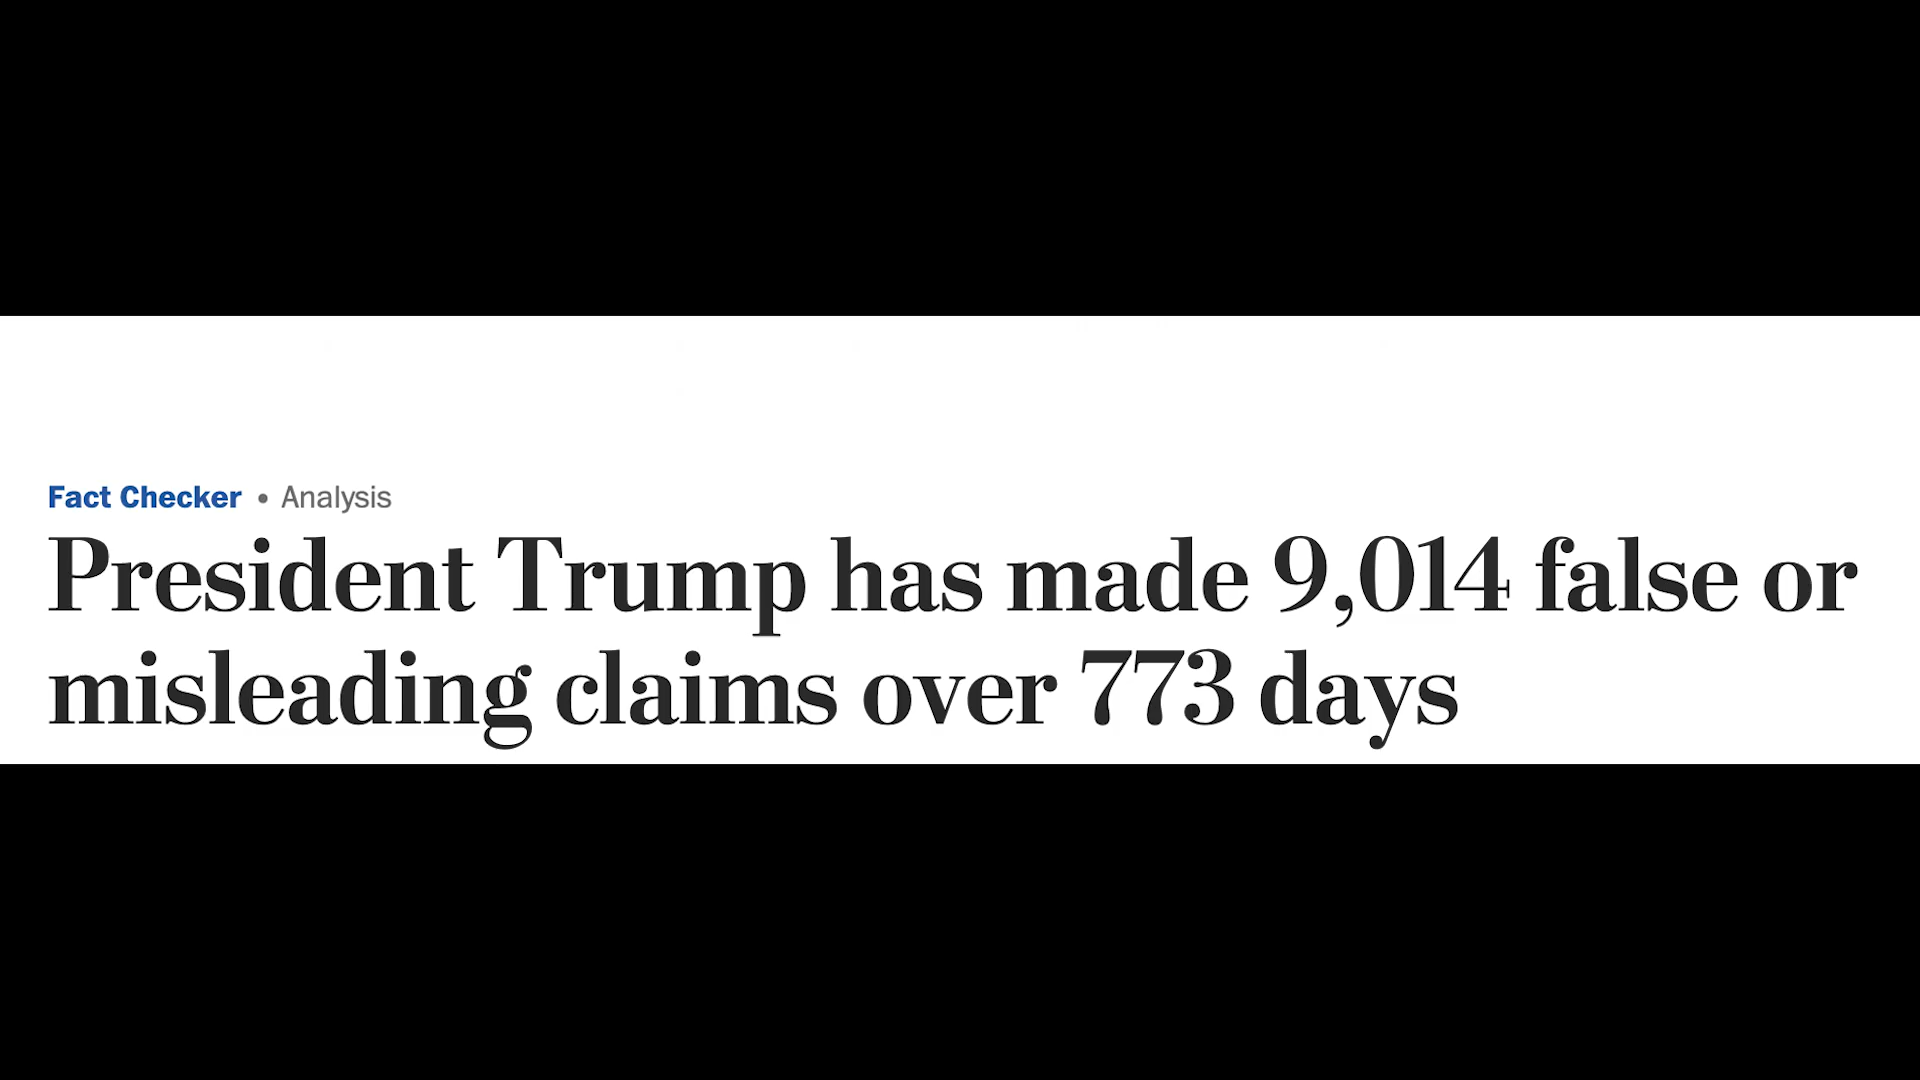 Fact Checker • Analysis
President Trump has made 9,014 false or
misleading claims over 773 days